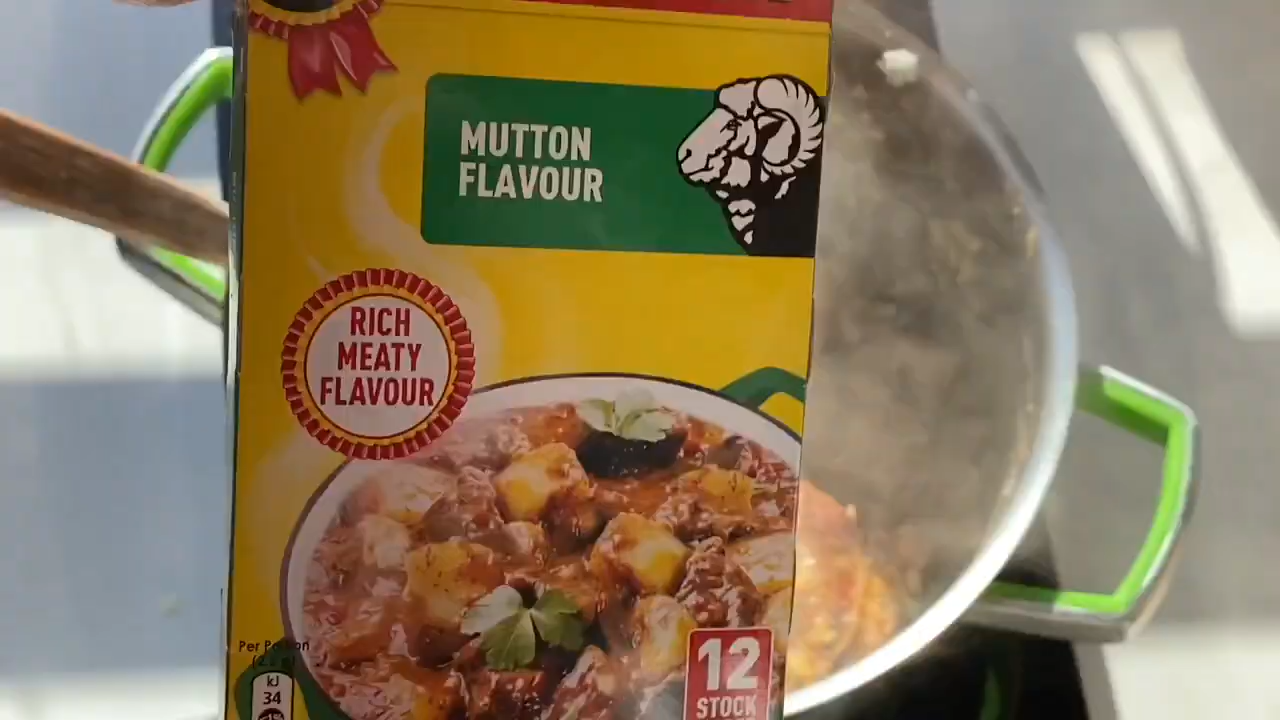 MUTTON
FLAVOUR
RICH
MEATY
FLAVOUR
12
STOCK
Per Portion
kJ
34